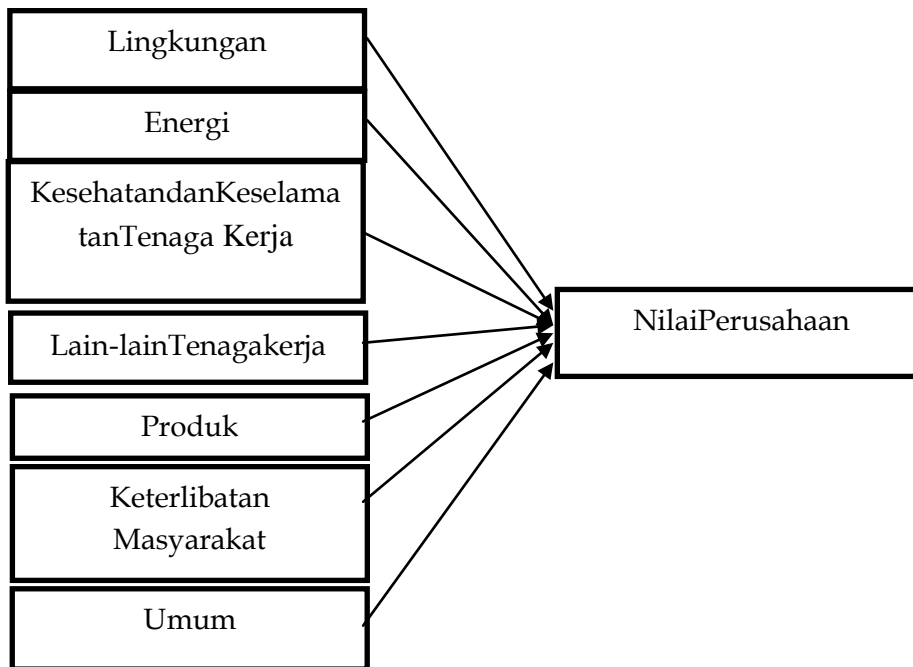 Lingkungan
Energi
KesehatandanKeselama
tanTenaga Kerja
Lain-lainTenagakerja
Produk
Keterlibatan
Masyarakat
Umum
NilaiPerusahaan